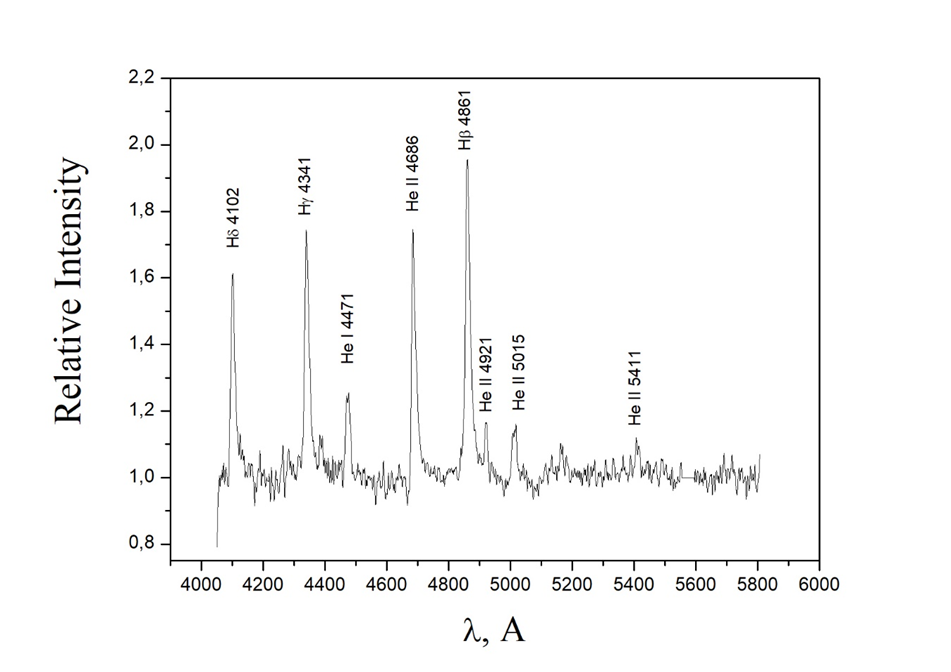 Relative Intensity
2,2
2,0
1,8
1,6
1,4
1,2
1,0
0,8
Hδ 4102
Hγ 4341
He I 4471
He II 4686
Hβ 4861
He II 4921
He II 5015
He II 5411
4000 4200 4400 4600 4800 5000 5200 5400 5600 5800 6000
λ, A